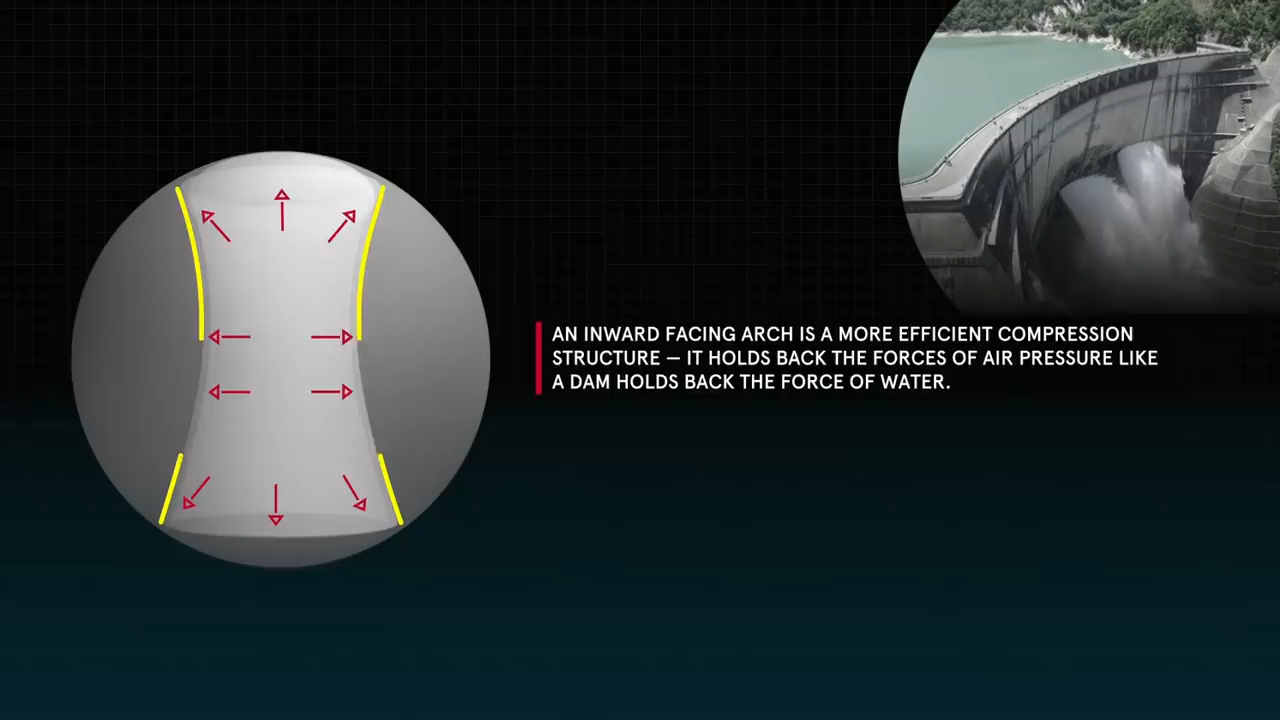 AN INWARD FACING ARCH IS A MORE EFFICIENT COMPRESSION
STRUCTURE — IT HOLDS BACK THE FORCES OF AIR PRESSURE LIKE
A DAM HOLDS BACK THE FORCE OF WATER.